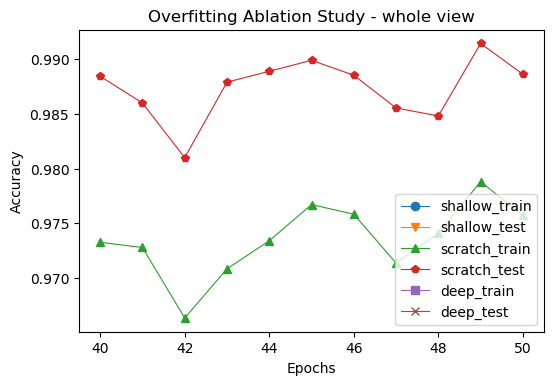 Overfitting Ablation Study - whole view
0.990
0.985
0.980
0.975
0.970
Accuracy
shallow_train
shallow_test
scratch_train
scratch_test
deep_train
deep_test
40 42 44 46 48 50
Epochs